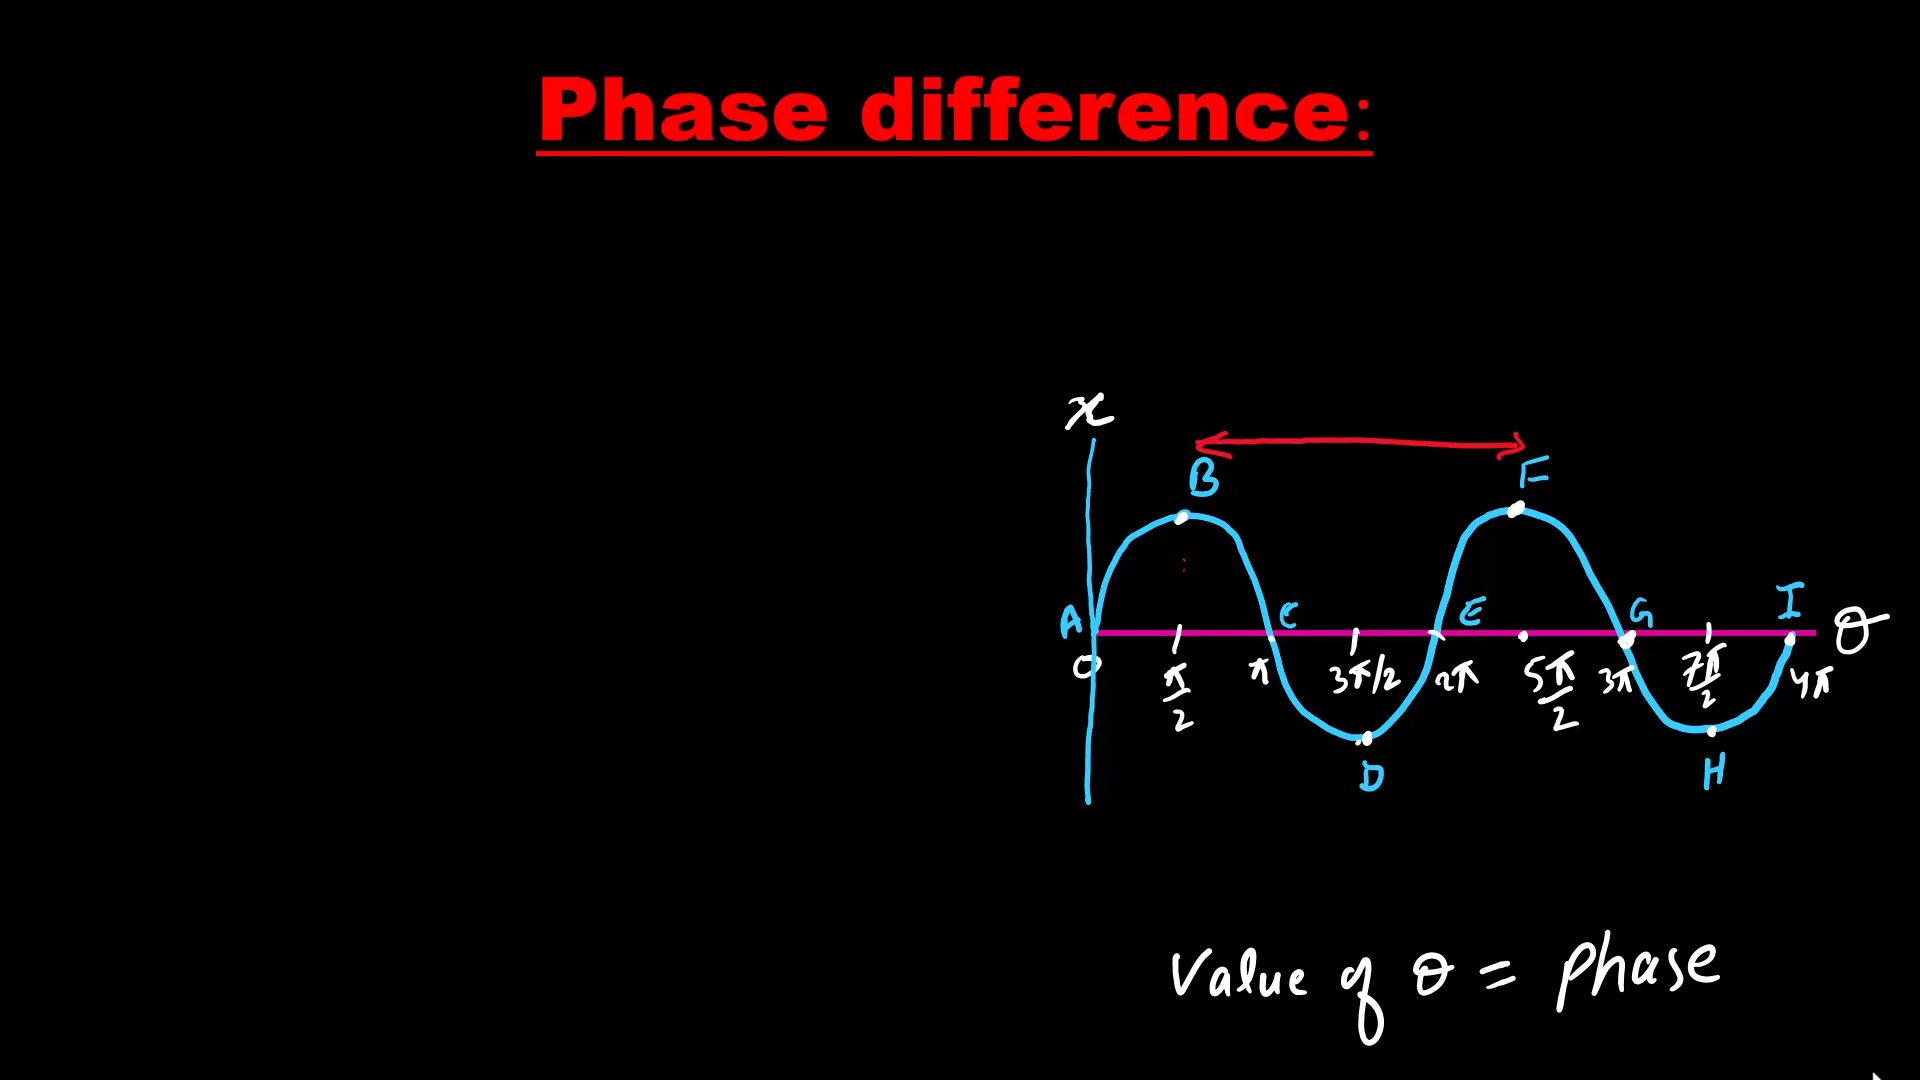 Phase difference:
x
B F
A C E G I θ
0 π/2 π 3π/2 2π 5π/2 3π 7π/2 4π
D H
Value of θ = phase